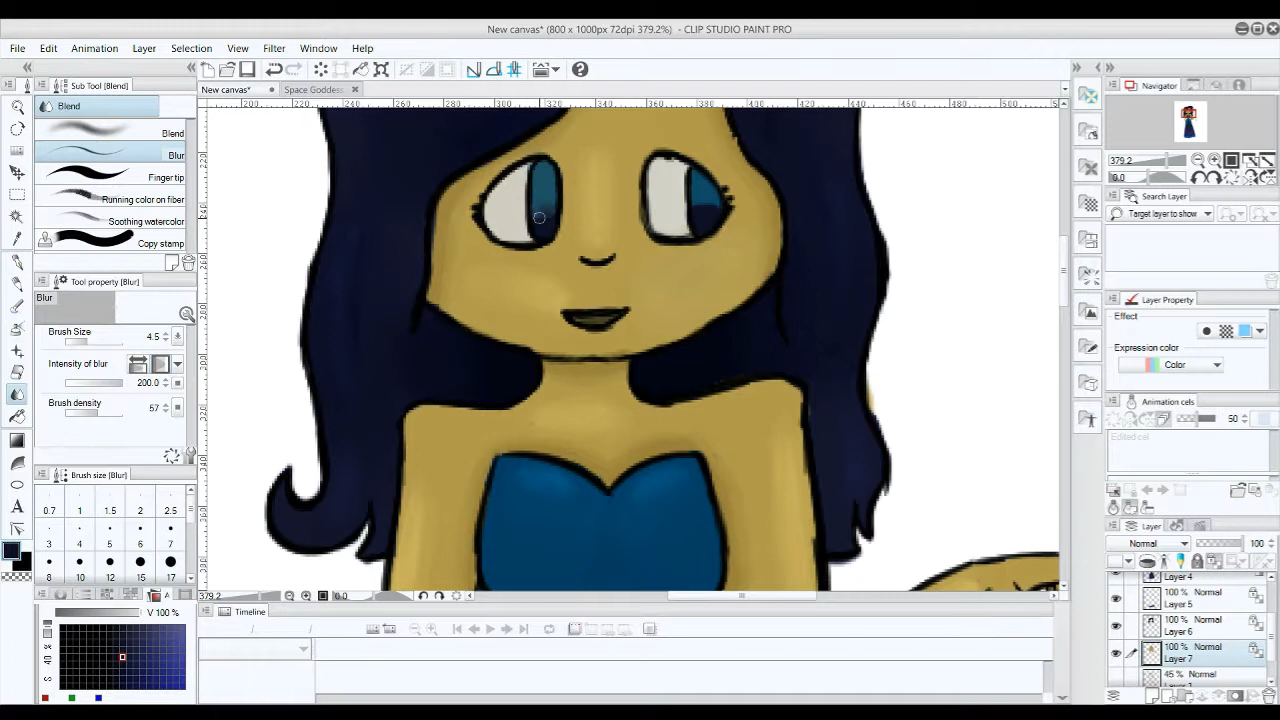 New canvas* (800 x 1000px 72dpi 379.2%) - CLIP STUDIO PAINT PRO
File Edit Animation Layer Selection View Filter Window Help
Sub Tool [Blend]
Blend
Blend
Blur
Finger tip
Running color on fiber
Soothing watercolor
Copy stamp
Tool property [Blur]
Blur
Brush Size 4.5
Intensity of blur
200.0
Brush density 57
Brush size [Blur]
0.7 1 1.5 2 2.5
3 4 5 6 7
8 10 12 15 17
V 100 %
New canvas* Space Goddess
379.2 0.0
Timeline
Navigator
379.2
0.0
Search Layer
Target layer to show
Layer Property
Effect
Expression color
Color
Animation cels
50
Edited cel
Layer
Normal 100
Layer 4
100 % Normal
Layer 5
100 % Normal
Layer 6
100 % Normal
Layer 7
45 % Normal